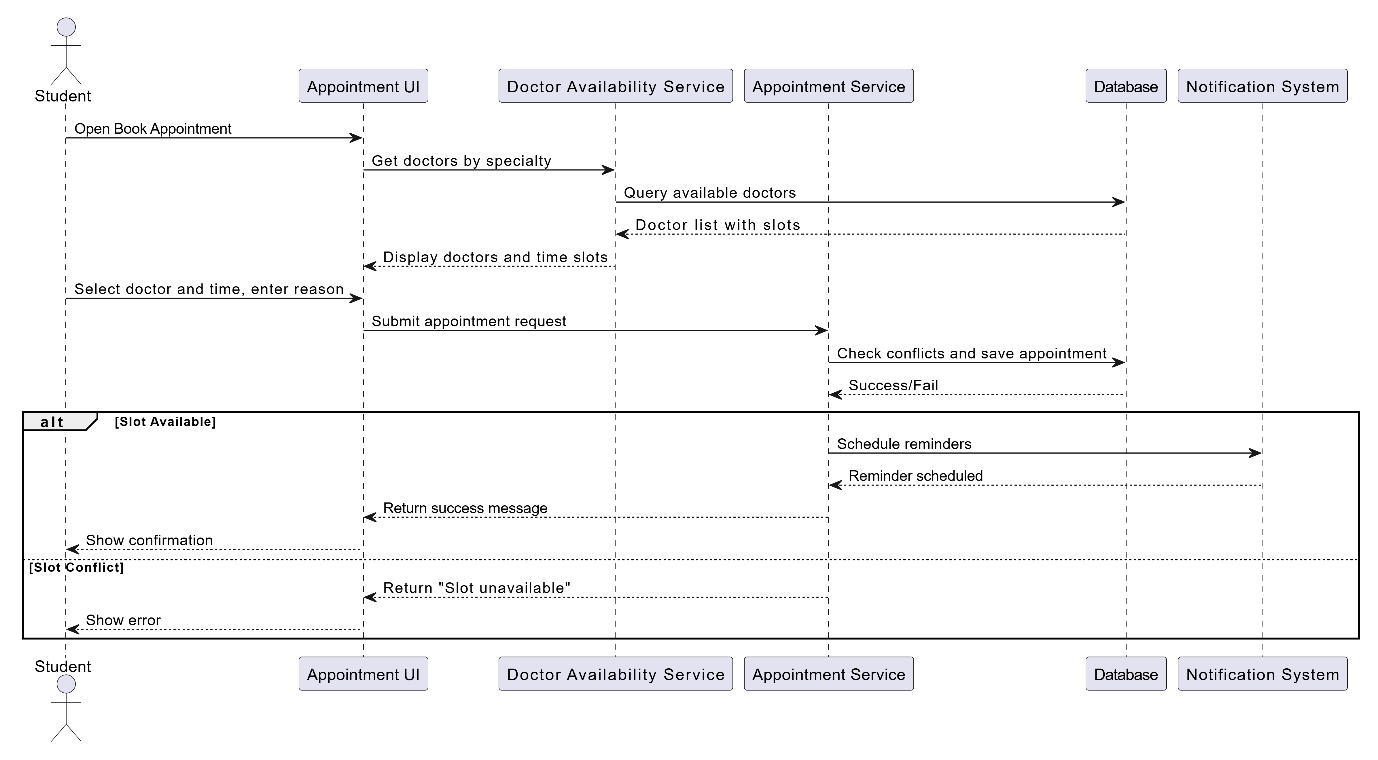 Student
Appointment UI
Doctor Availability Service
Appointment Service
Database
Notification System
Open Book Appointment
Get doctors by specialty
Query available doctors
Doctor list with slots
Display doctors and time slots
Select doctor and time, enter reason
Submit appointment request
Check conflicts and save appointment
Success/Fail
alt
[Slot Available]
Schedule reminders
Reminder scheduled
Return success message
Show confirmation
[Slot Conflict]
Return "Slot unavailable"
Show error
Student
Appointment UI
Doctor Availability Service
Appointment Service
Database
Notification System